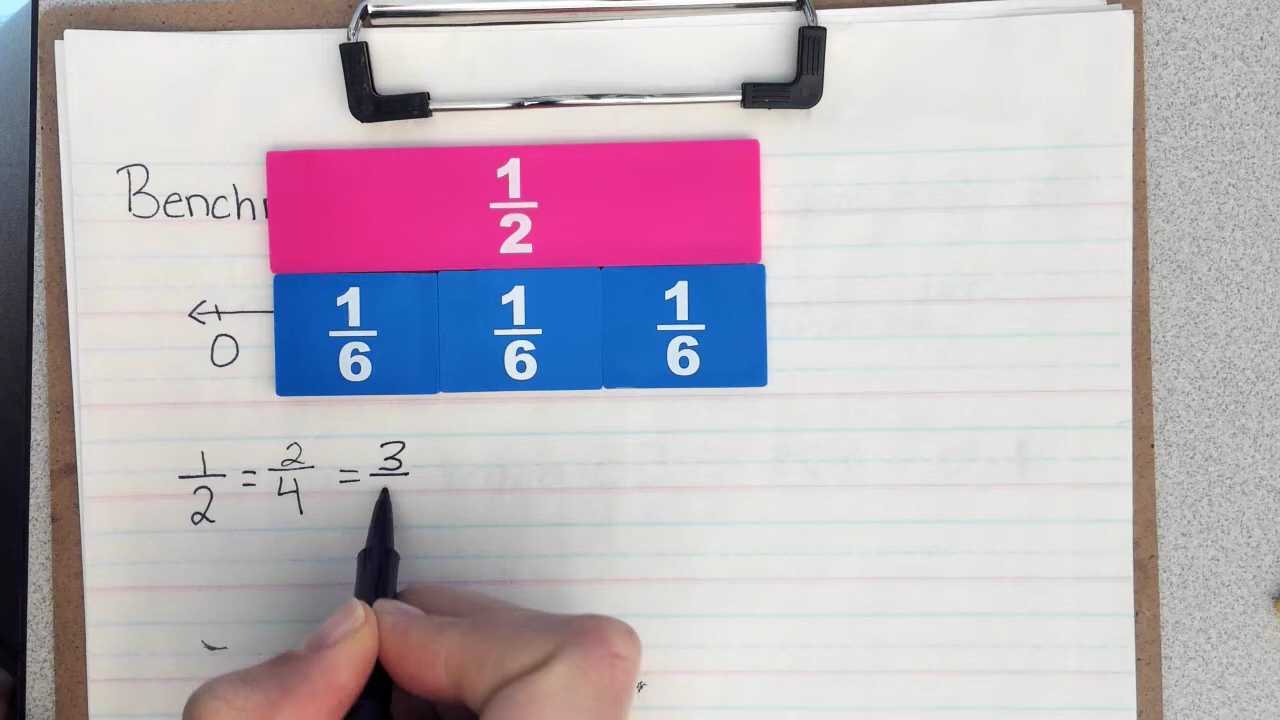 Bench
1/2
1/6 1/6 1/6
0
1/2 = 2/4 = 3/